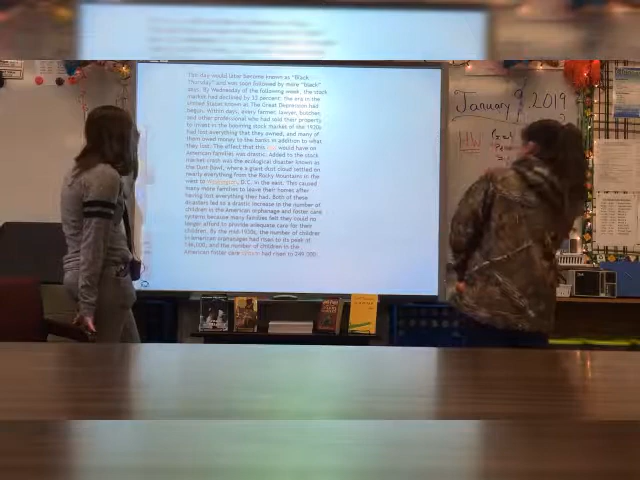 This day would later become known as "Black
Thursday" and was soon followed by more "black"
days. By Wednesday of the following week, the stock
market had declined by 32 percent; the era in the
United States known as The Great Depression had
begun. Within days, every farmer, lawyer, butcher,
and other professional who had sold their property
to invest in the booming stock market of the 1920s
had lost everything that they owned, and many of
them owed money to the banks in addition to what
they lost. The effect that this would have on
American families was drastic. Added to the stock
market crash was the ecological disaster known as
the Dust Bowl, where a giant dust cloud settled on
nearly everything from the Rocky Mountains in the
west to Washington, D.C. in the east. This caused
many more families to leave their homes after
having lost everything they had. Both of these
disasters led to a drastic increase in the number of
children in the American orphanage and foster care
systems because many families felt they could no
longer afford to provide adequate care for their
children. By the mid-1930s, the number of children
in American orphanages had risen to its peak of
and the number of children in the
American foster care system had risen to 249,000.
January 9, 2019
HW